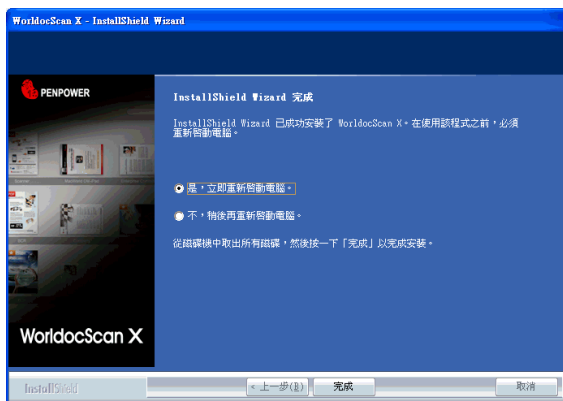 WorldocScan X - InstallShield Wizard
PENPOWER
InstallShield Wizard 完成
InstallShield Wizard 已成功安裝了 WorldocScan X。在使用該程式之前，必須
重新啟動電腦。
是，立即重新啟動電腦。
不，稍後再重新啟動電腦。
從磁碟機中取出所有磁碟，然後按一下「完成」以完成安裝。
WorldocScan X
InstallShield
< 上一步(B)
完成
取消